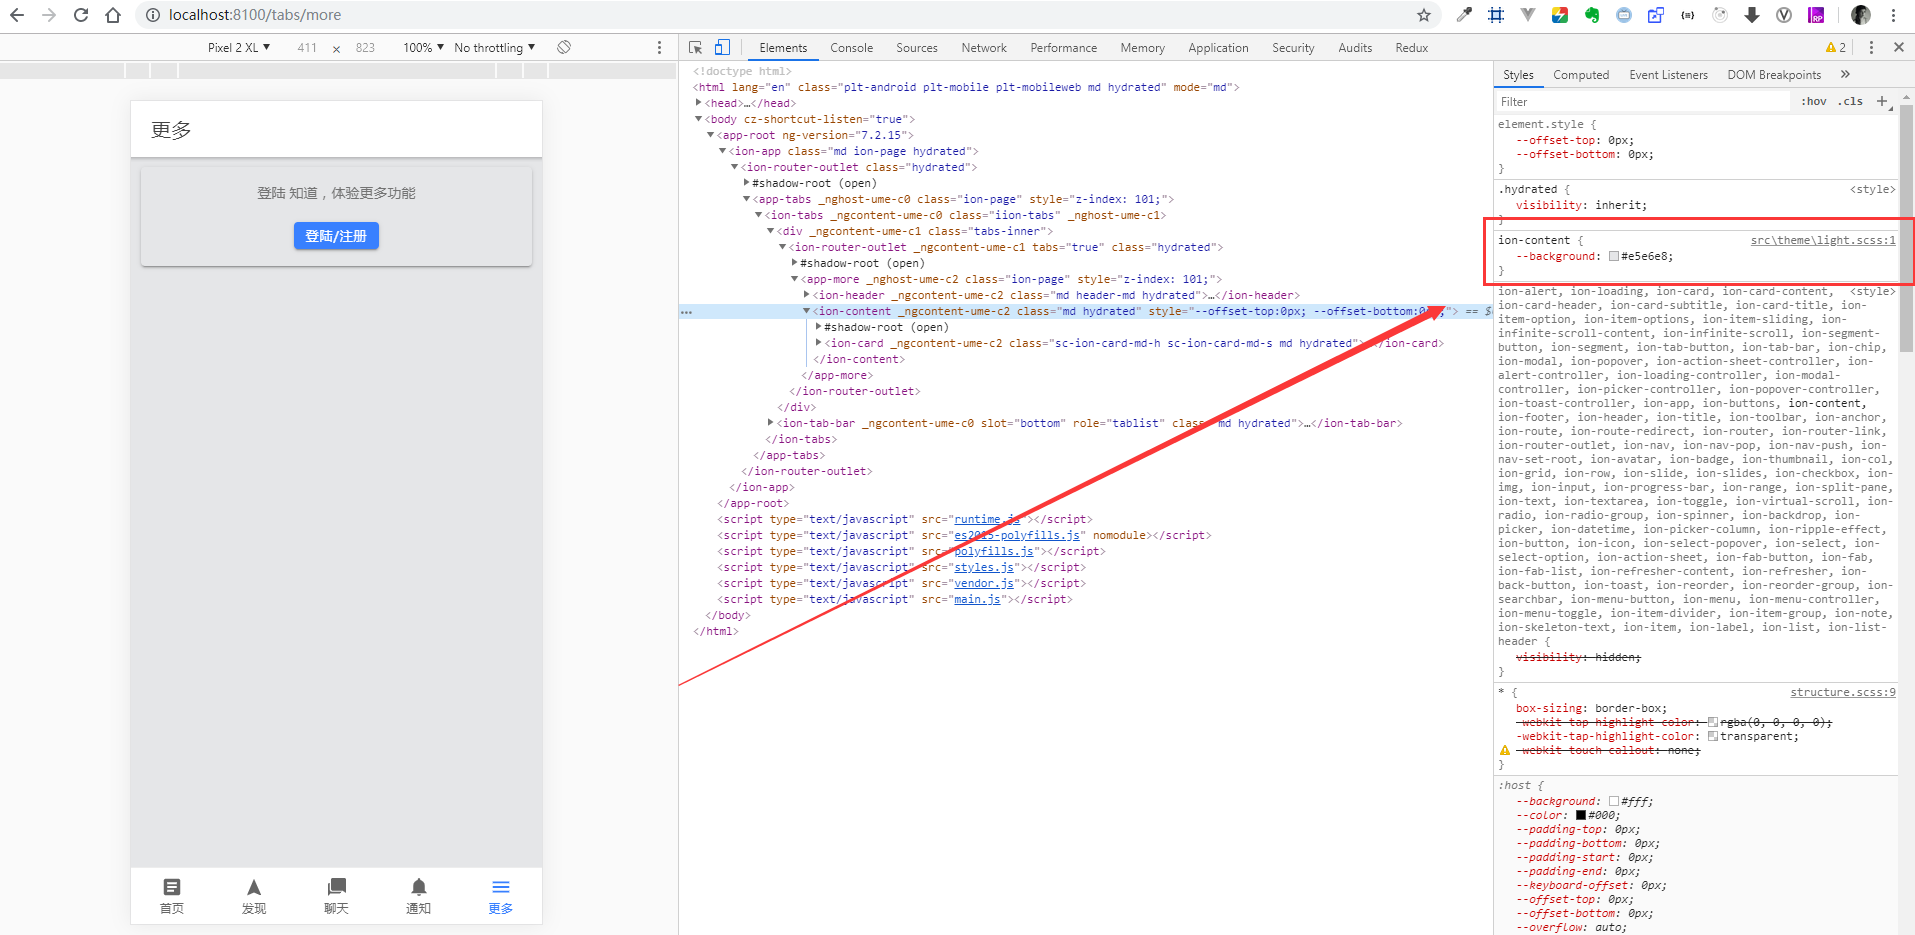 localhost:8100/tabs/more
Pixel 2 XL ▼ 411 × 823 100% ▼ No throttling ▼
Elements Console Sources Network Performance Memory Application Security Audits Redux 2
更多
登陆 知道，体验更多功能
登陆/注册
首页 发现 聊天 通知 更多
<!doctype html>
<html lang="en" class="plt-android plt-mobile plt-mobileweb md hydrated" mode="md">
<head>…</head>
<body cz-shortcut-listen="true">
<app-root ng-version="7.2.15">
<ion-app class="md ion-page hydrated">
<ion-router-outlet class="hydrated">
#shadow-root (open)
<app-tabs _nghost-ume-c0 class="ion-page" style="z-index: 101;">
<ion-tabs _ngcontent-ume-c0 class="iion-tabs" _nghost-ume-c1>
<div _ngcontent-ume-c1 class="tabs-inner">
<ion-router-outlet _ngcontent-ume-c1 tabs="true" class="hydrated">
#shadow-root (open)
<app-more _nghost-ume-c2 class="ion-page" style="z-index: 101;">
<ion-header _ngcontent-ume-c2 class="md header-md hydrated">…</ion-header>
<ion-content _ngcontent-ume-c2 class="md hydrated" style="--offset-top:0px; --offset-bottom:0 ;"> == $
#shadow-root (open)
<ion-card _ngcontent-ume-c2 class="sc-ion-card-md-h sc-ion-card-md-s md hydrated"> </ion-card>
</ion-content>
</app-more>
</ion-router-outlet>
</div>
<ion-tab-bar _ngcontent-ume-c0 slot="bottom" role="tablist" class "md hydrated">…</ion-tab-bar>
</ion-tabs>
</app-tabs>
</ion-router-outlet>
</ion-app>
</app-root>
<script type="text/javascript" src="runtime.js"></script>
<script type="text/javascript" src="es2015-polyfills.js" nomodule></script>
<script type="text/javascript" src="polyfills.js"></script>
<script type="text/javascript" src="styles.js"></script>
<script type="text/javascript" src="vendor.js"></script>
<script type="text/javascript" src="main.js"></script>
</body>
</html>
Styles Computed Event Listeners DOM Breakpoints »
Filter :hov .cls +
element.style {
--offset-top: 0px;
--offset-bottom: 0px;
}
.hydrated { <style>
visibility: inherit;
}
ion-content { src\theme\light.scss:1
--background: #e5e6e8;
}
ion-alert, ion-loading, ion-card, ion-card-content, <style>
ion-card-header, ion-card-subtitle, ion-card-title, ion-
item-option, ion-item-options, ion-item-sliding, ion-
infinite-scroll-content, ion-infinite-scroll, ion-segment-
button, ion-segment, ion-tab-button, ion-tab-bar, ion-chip,
ion-modal, ion-popover, ion-action-sheet-controller, ion-
alert-controller, ion-loading-controller, ion-modal-
controller, ion-picker-controller, ion-popover-controller,
ion-toast-controller, ion-app, ion-buttons, ion-content,
ion-footer, ion-header, ion-title, ion-toolbar, ion-anchor,
ion-route, ion-route-redirect, ion-router, ion-router-link,
ion-router-outlet, ion-nav, ion-nav-pop, ion-nav-push, ion-
nav-set-root, ion-avatar, ion-badge, ion-thumbnail, ion-col,
ion-grid, ion-row, ion-slide, ion-slides, ion-checkbox, ion-
img, ion-input, ion-progress-bar, ion-range, ion-split-pane,
ion-text, ion-textarea, ion-toggle, ion-virtual-scroll, ion-
radio, ion-radio-group, ion-spinner, ion-backdrop, ion-
picker, ion-datetime, ion-picker-column, ion-ripple-effect,
ion-button, ion-icon, ion-select-popover, ion-select, ion-
select-option, ion-action-sheet, ion-fab-button, ion-fab,
ion-fab-list, ion-refresher-content, ion-refresher, ion-
back-button, ion-toast, ion-reorder, ion-reorder-group, ion-
searchbar, ion-menu-button, ion-menu, ion-menu-controller,
ion-menu-toggle, ion-item-divider, ion-item-group, ion-note,
ion-skeleton-text, ion-item, ion-label, ion-list, ion-list-
header {
visibility: hidden;
}
* { structure.scss:9
box-sizing: border-box;
-webkit-tap-highlight-color: rgba(0, 0, 0, 0);
-webkit-tap-highlight-color: transparent;
-webkit-touch-callout: none;
}
:host {
--background: #fff;
--color: #000;
--padding-top: 0px;
--padding-bottom: 0px;
--padding-start: 0px;
--padding-end: 0px;
--keyboard-offset: 0px;
--offset-top: 0px;
--offset-bottom: 0px;
--overflow: auto;